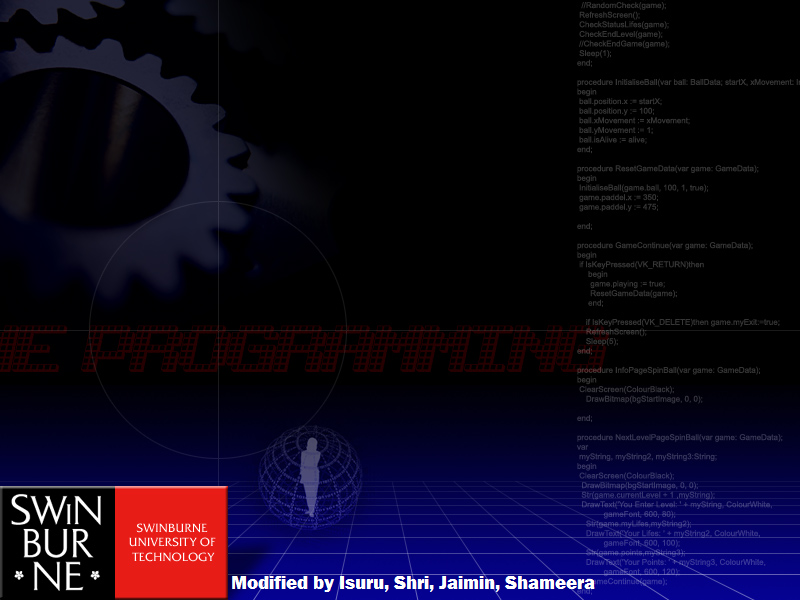 //RandomCheck(game);
RefreshScreen();
CheckStatusLifes(game);
CheckEndLevel(game);
//CheckEndGame(game);
Sleep(1);
end;
procedure InitialiseBall(var ball: BallData; startX, xMovement:
begin
ball.position.x := startX;
ball.position.y := 100;
ball.xMovement := xMovement;
ball.yMovement := 1;
ball.isAlive := alive;
end;
procedure ResetGameData(var game: GameData);
begin
InitialiseBall(game.ball, 100, 1, true);
game.paddel.x := 350;
game.paddel.y := 475;
end;
procedure GameContinue(var game: GameData);
begin
if IsKeyPressed(VK_RETURN)then
begin
game.playing := true;
ResetGameData(game);
end;
if IsKeyPressed(VK_DELETE)then game.myExit:=true;
RefreshScreen();
Sleep(5);
end;
E PROGRAMMING
procedure InfoPageSpinBall(var game: GameData);
begin
ClearScreen(ColourBlack);
DrawBitmap(bgStartImage, 0, 0);
end;
procedure NextLevelPageSpinBall(var game: GameData);
var
myString, myString2, myString3:String;
begin
ClearScreen(ColourBlack);
DrawBitmap(bgStartImage, 0, 0);
Str(game.currentLevel + 1 ,myString);
DrawText('You Enter Level: ' + myString, ColourWhite,
gameFont, 600, 80);
Str(game.myLifes,myString2);
DrawText('Your Lifes: ' + myString2, ColourWhite,
gameFont, 600, 100);
Str(game.points,myString3);
DrawText('Your Points: ' + myString3, ColourWhite,
gameFont, 600, 120);
GameContinue(game);
end;
SWIN
BUR
NE
SWINBURNE
UNIVERSITY OF
TECHNOLOGY
Modified by Isuru, Shri, Jaimin, Shameera